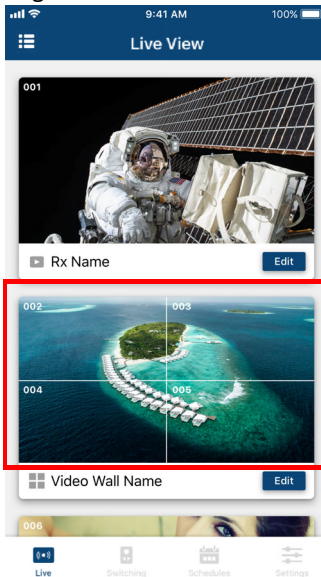 9:41 AM
100%
Live View
001
Rx Name
Edit
002
003
004
005
Video Wall Name
Edit
006
Live
Switching
Schedules
Settings